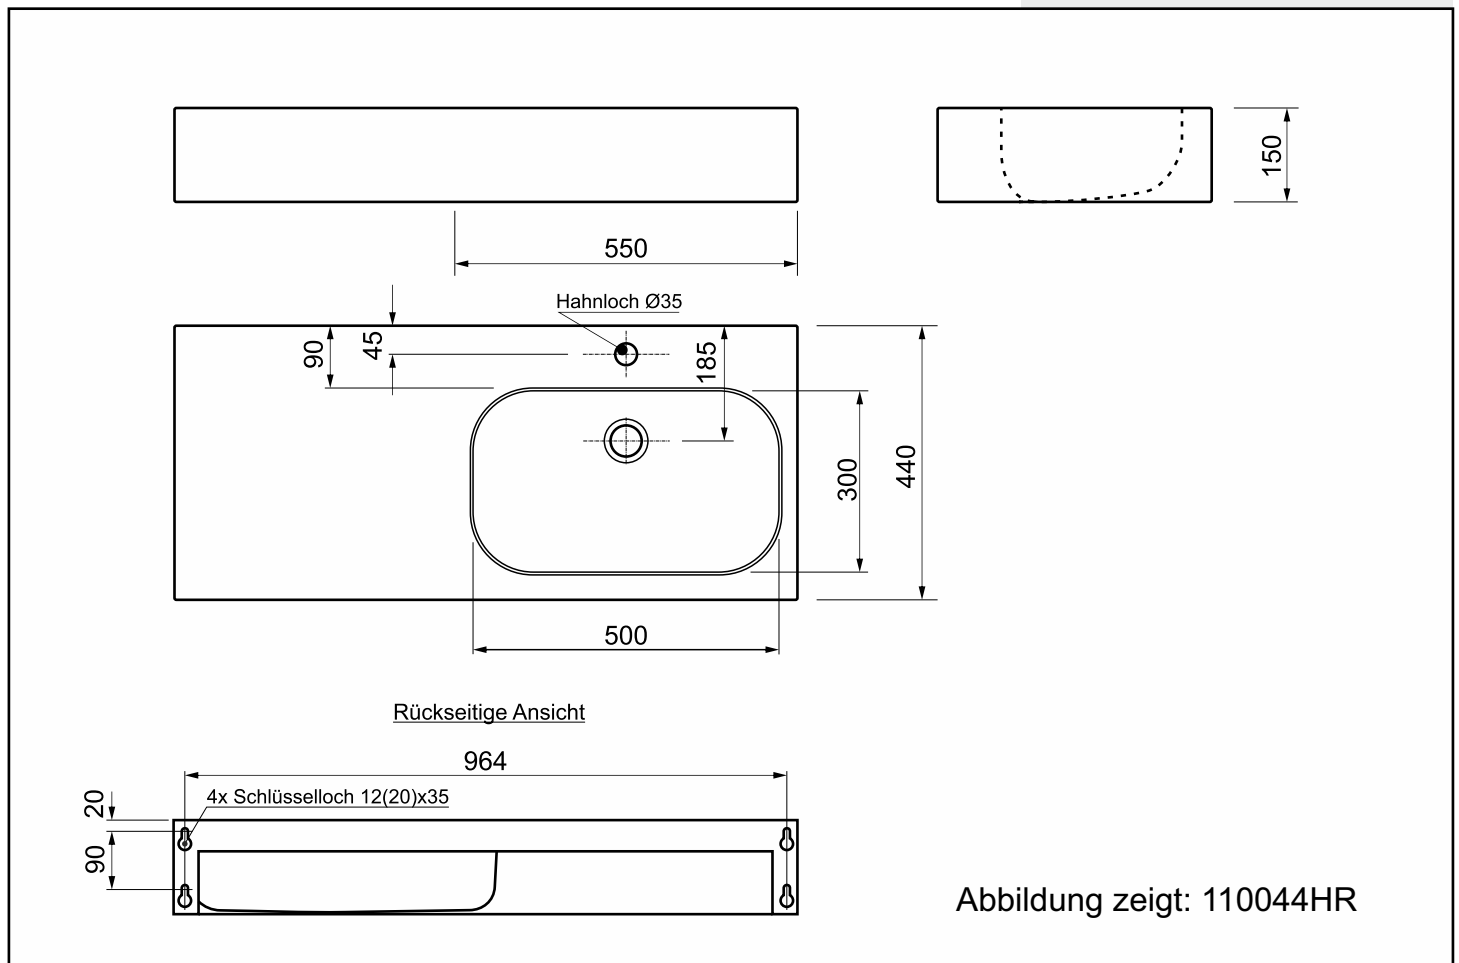 150
550
Hahnloch Ø35
90
45
185
300
440
500
Rückseitige Ansicht
964
4x Schlüsselloch 12(20)x35
20
90
Abbildung zeigt: 110044HR